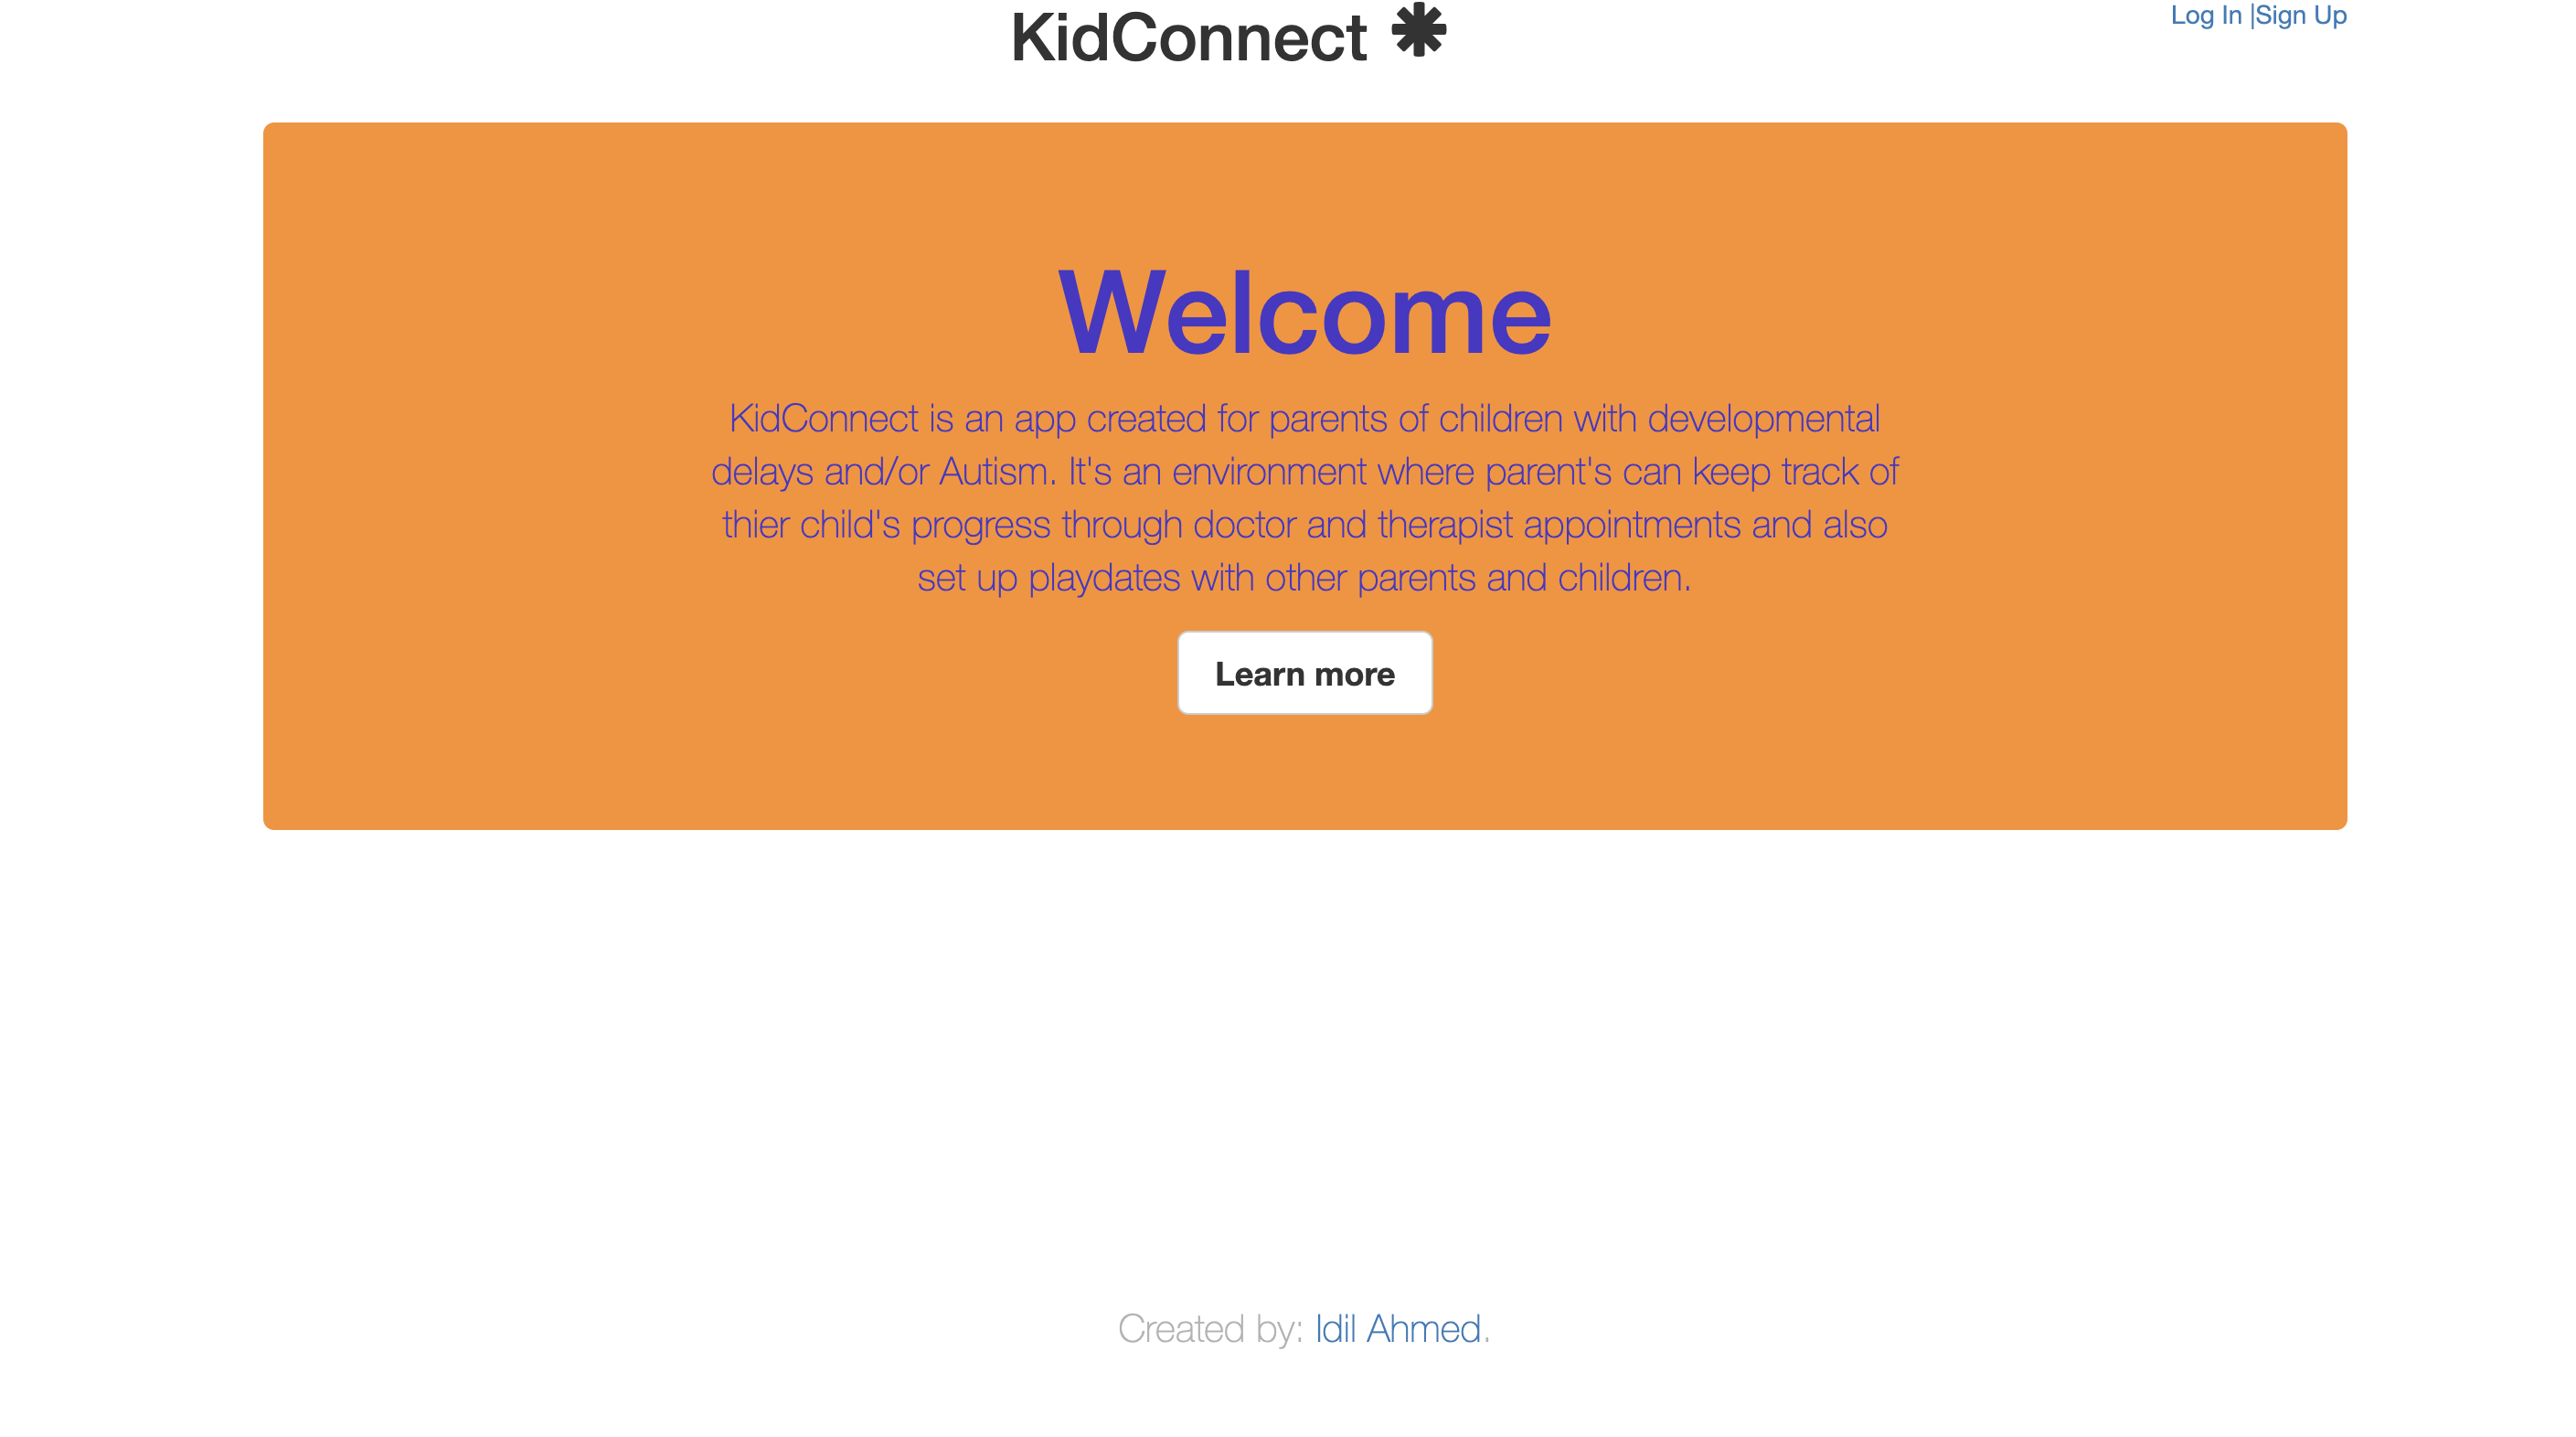 KidConnect ✱
Log In |Sign Up
Welcome
KidConnect is an app created for parents of children with developmental
delays and/or Autism. It's an environment where parent's can keep track of
thier child's progress through doctor and therapist appointments and also
set up playdates with other parents and children.
Learn more
Created by: Idil Ahmed.